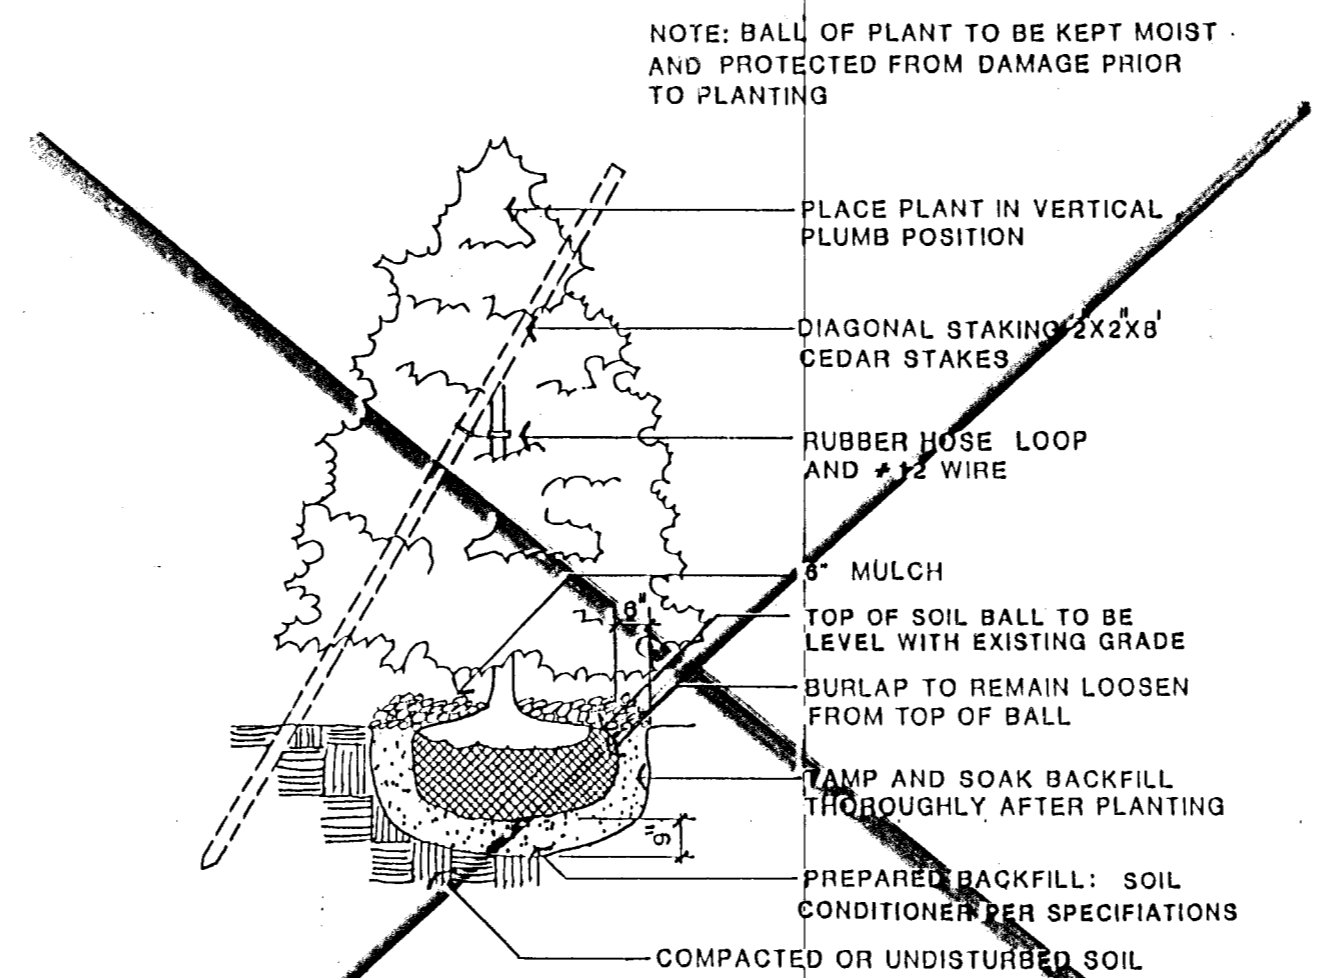 NOTE: BALL OF PLANT TO BE KEPT MOIST
AND PROTECTED FROM DAMAGE PRIOR
TO PLANTING
PLACE PLANT IN VERTICAL
PLUMB POSITION
DIAGONAL STAKING 2"X2"X8'
CEDAR STAKES
RUBBER HOSE LOOP
AND #12 WIRE
6" MULCH
6"
TOP OF SOIL BALL TO BE
LEVEL WITH EXISTING GRADE
BURLAP TO REMAIN LOOSEN
FROM TOP OF BALL
TAMP AND SOAK BACKFILL
THOROUGHLY AFTER PLANTING
6"
PREPARED BACKFILL: SOIL
CONDITIONER PER SPECIFIATIONS
COMPACTED OR UNDISTURBED SOIL